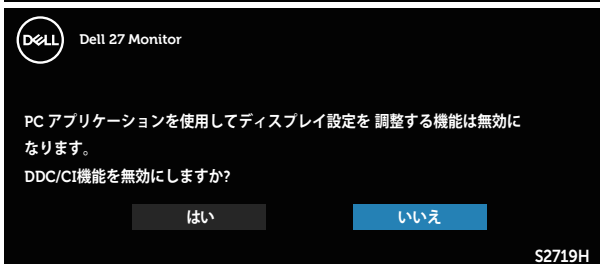 DELL
Dell 27 Monitor
PC アプリケーションを使用してディスプレイ設定を 調整する機能は無効に
なります。
DDC/CI機能を無効にしますか?
はい いいえ
S2719H